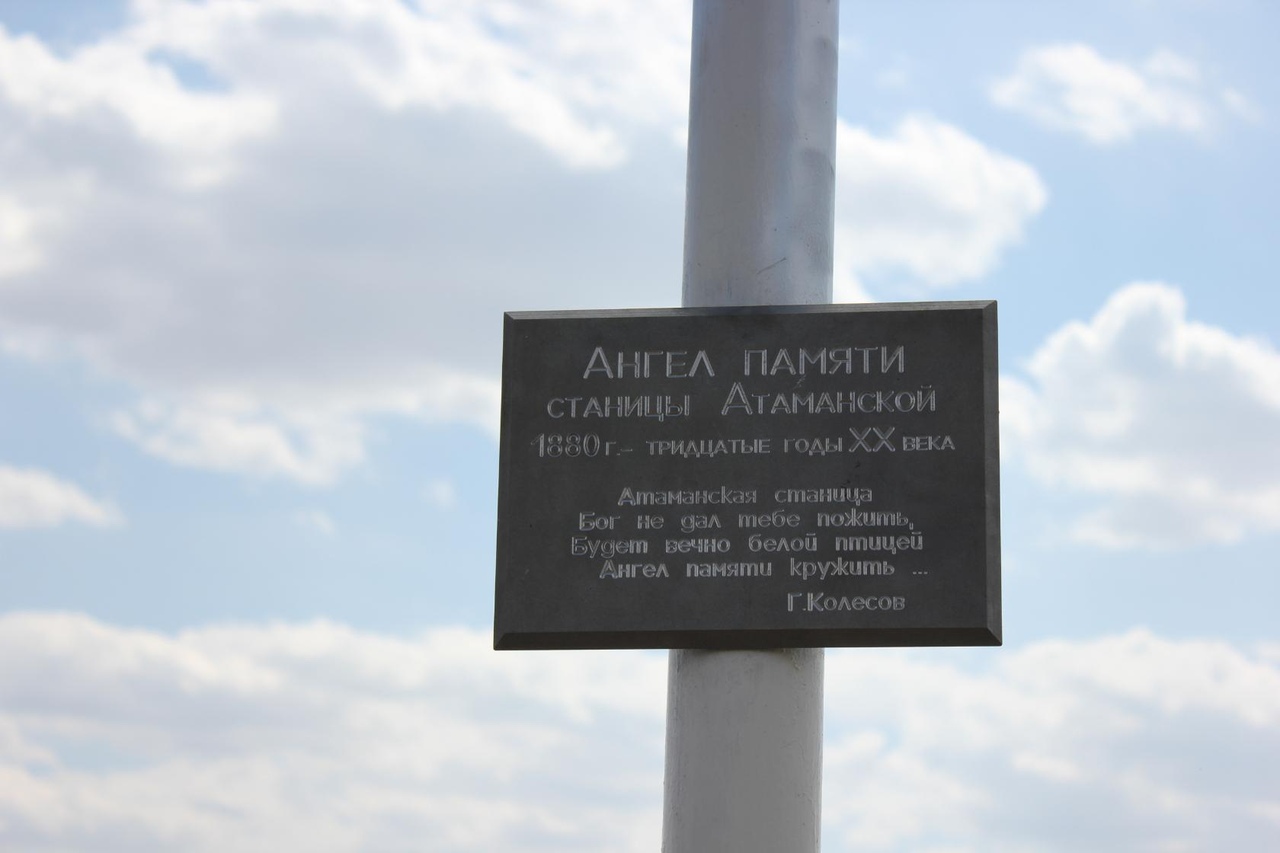 Ангел памяти
станицы Атаманской
1880 г.– тридцатые годы XX века
Атаманская станица
Бог не дал тебе пожить,
Будет вечно белой птицей
Ангел памяти кружить ...
Г.Колесов